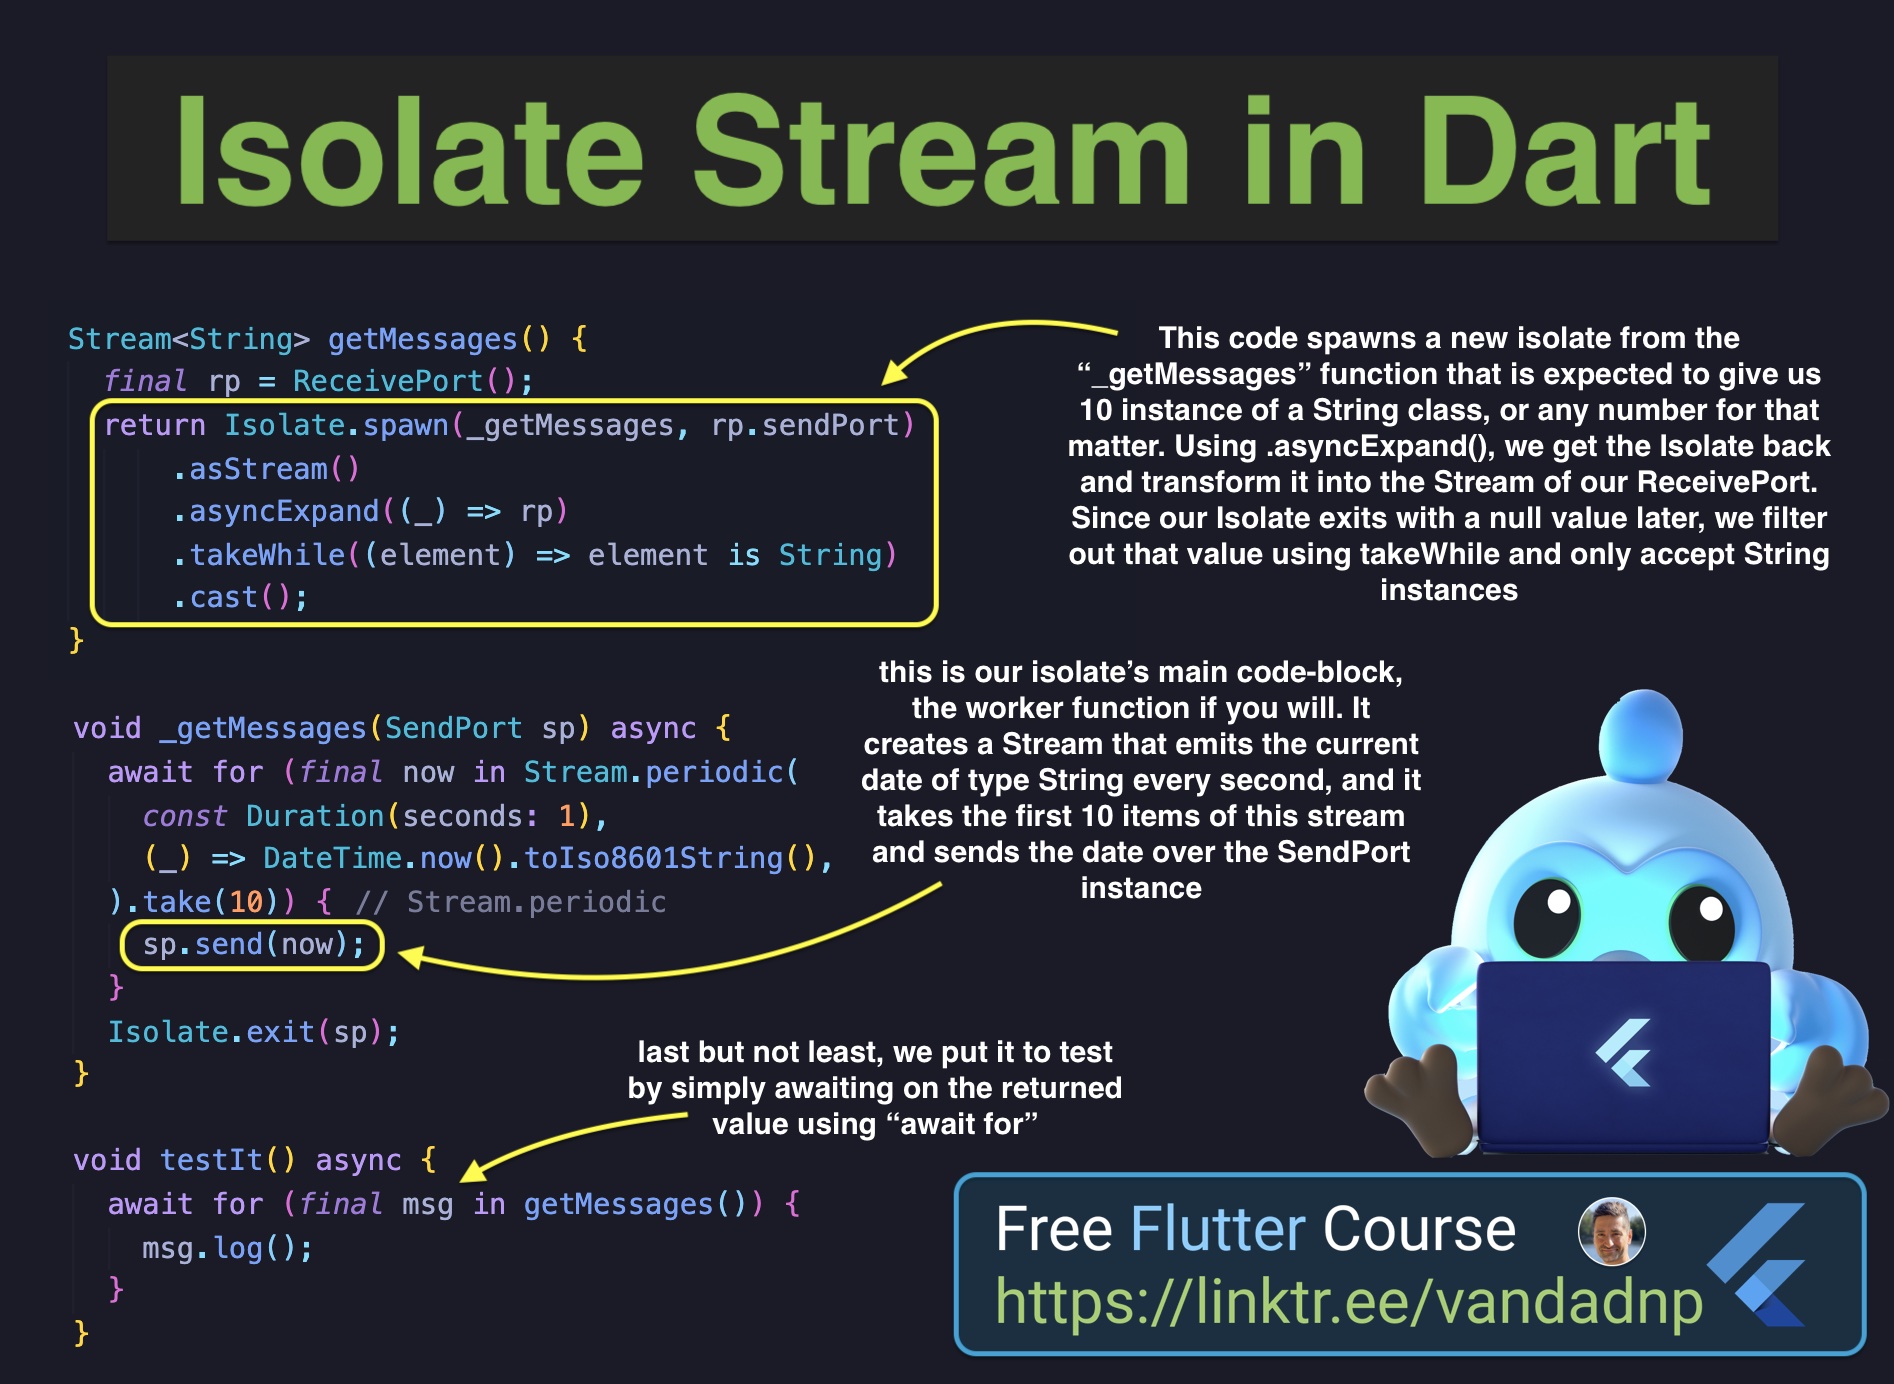 Isolate Stream in Dart
Stream<String> getMessages() {
final rp = ReceivePort();
return Isolate.spawn(_getMessages, rp.sendPort)
.asStream()
.asyncExpand((_) => rp)
.takeWhile((element) => element is String)
.cast();
}
This code spawns a new isolate from the
“_getMessages” function that is expected to give us
10 instance of a String class, or any number for that
matter. Using .asyncExpand(), we get the Isolate back
and transform it into the Stream of our ReceivePort.
Since our Isolate exits with a null value later, we filter
out that value using takeWhile and only accept String
instances
void _getMessages(SendPort sp) async {
await for (final now in Stream.periodic(
const Duration(seconds: 1),
(_) => DateTime.now().toIso8601String(),
).take(10)) { // Stream.periodic
sp.send(now);
}
Isolate.exit(sp);
}
this is our isolate’s main code-block,
the worker function if you will. It
creates a Stream that emits the current
date of type String every second, and it
takes the first 10 items of this stream
and sends the date over the SendPort
instance
last but not least, we put it to test
by simply awaiting on the returned
value using “await for”
void testIt() async {
await for (final msg in getMessages()) {
msg.log();
}
}
Free Flutter Course
https://linktr.ee/vandadnp